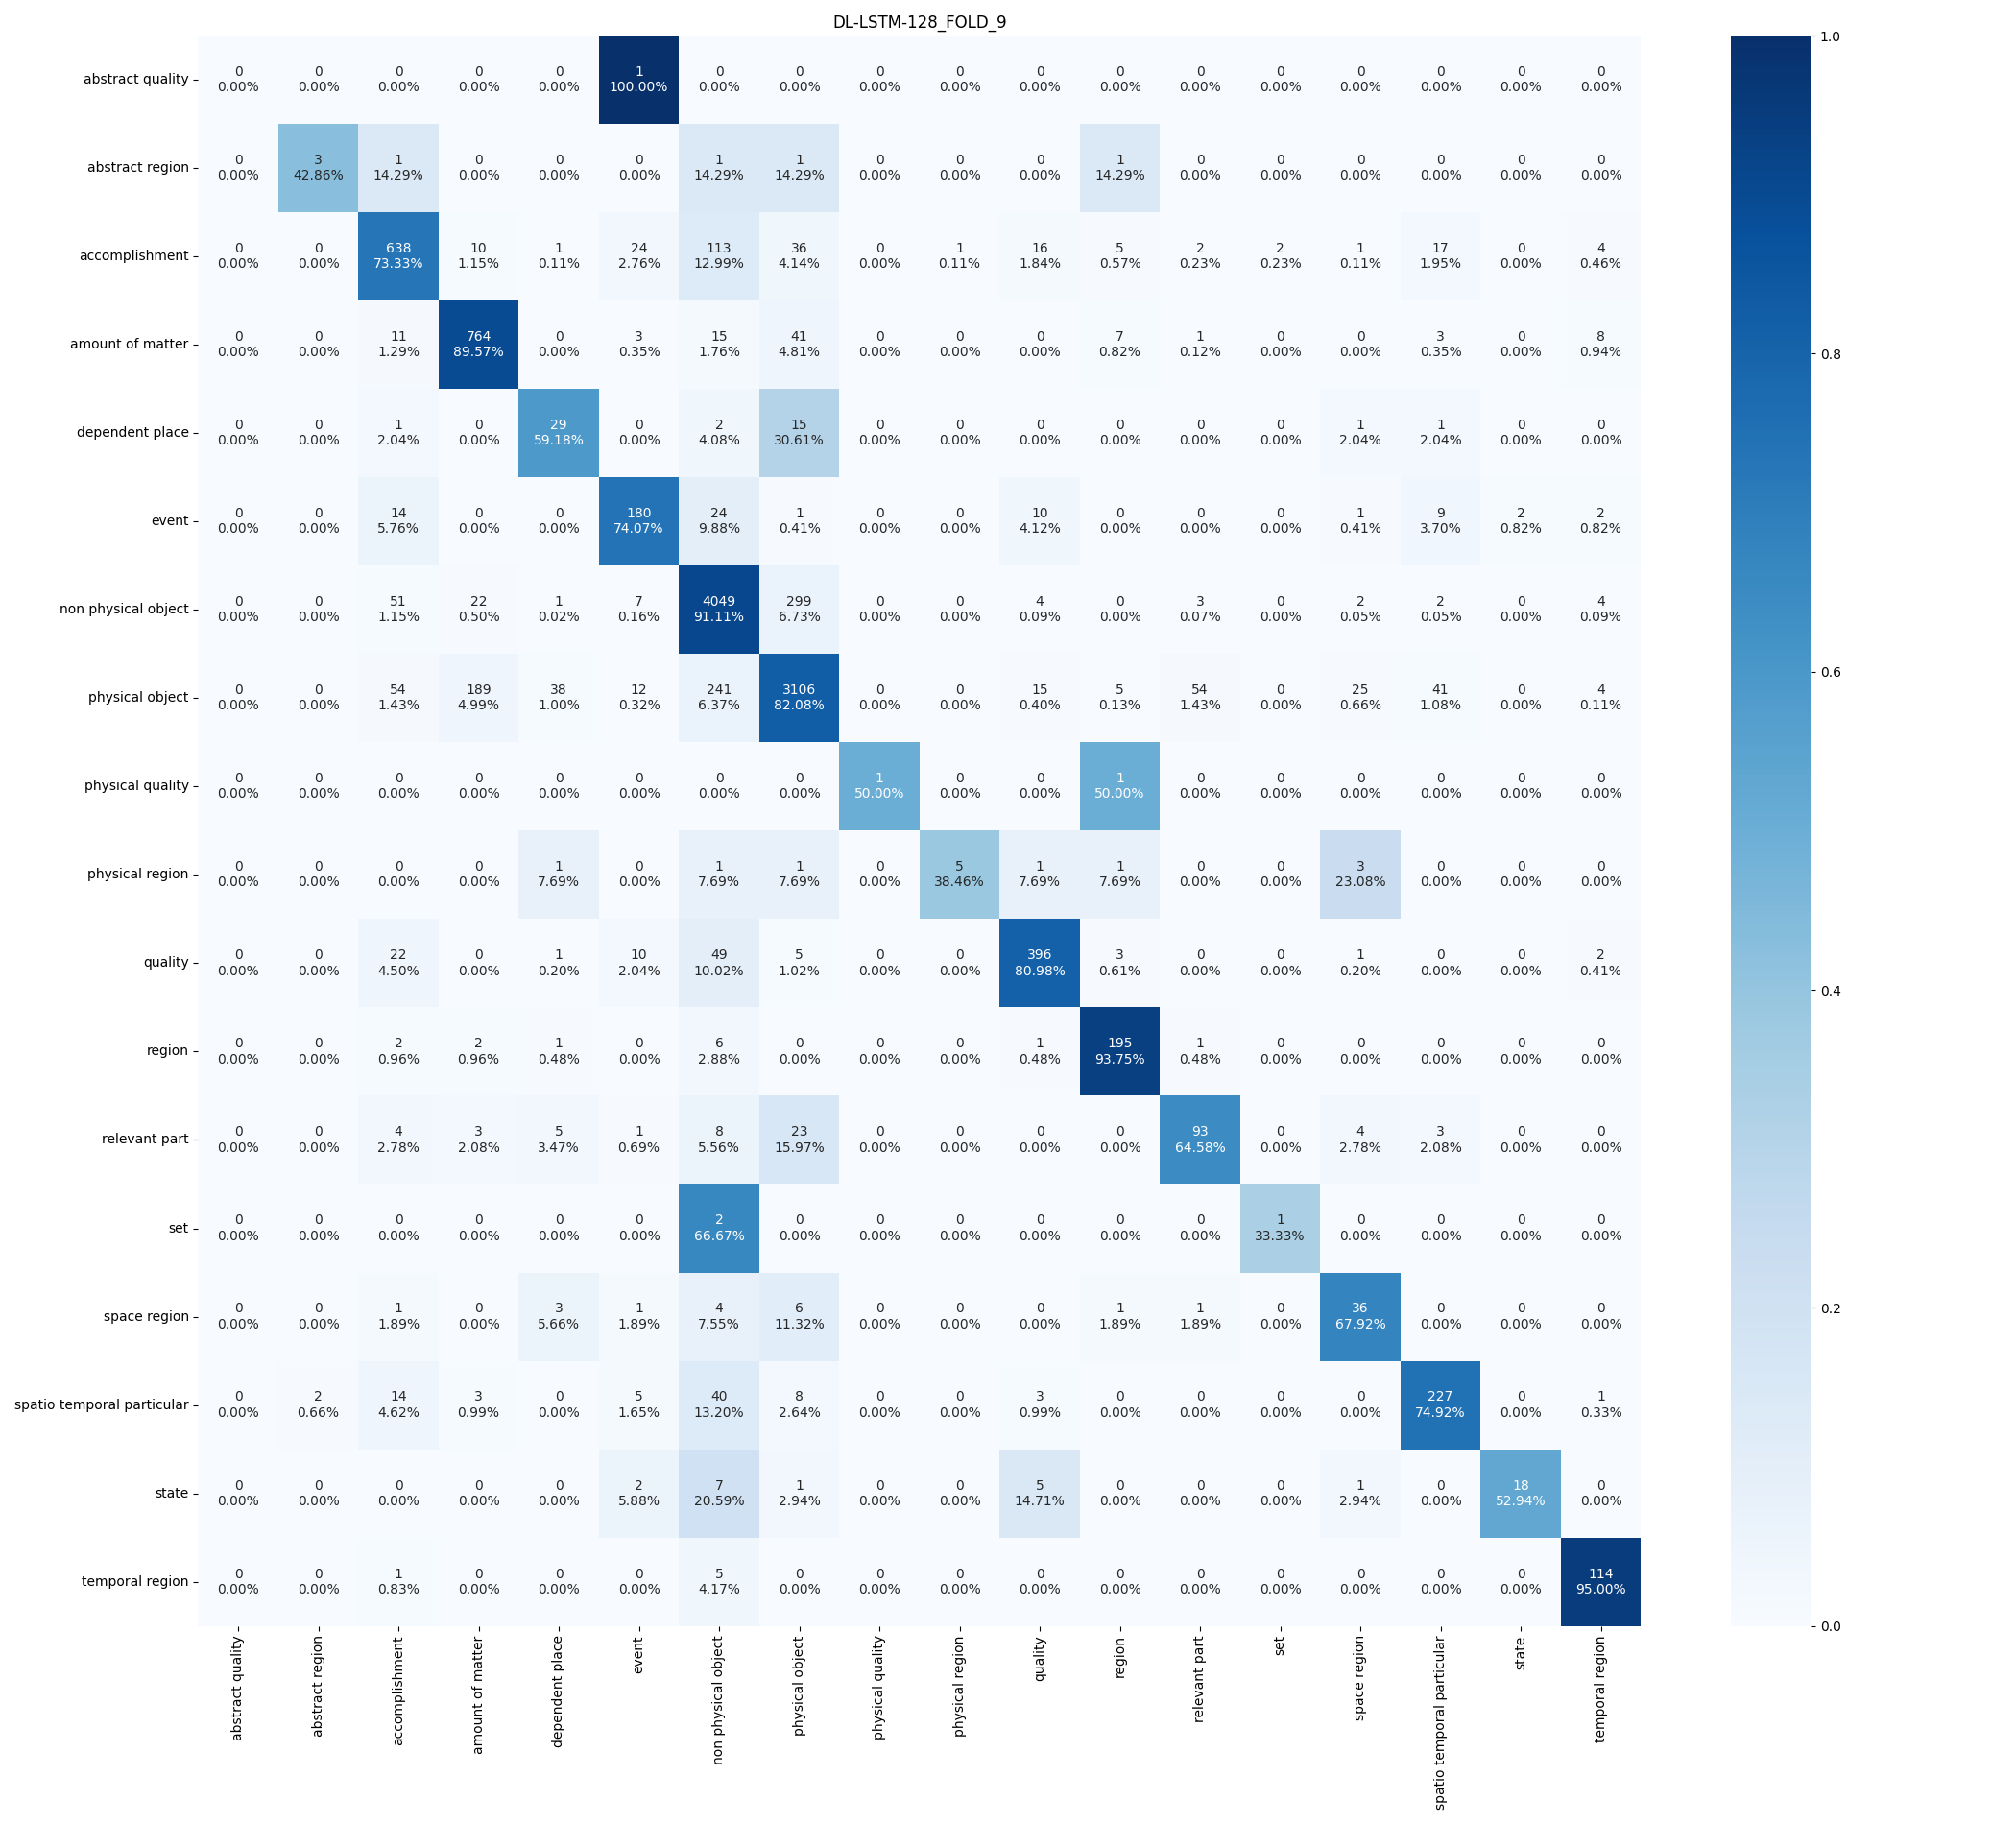 DL-LSTM-128_FOLD_9
abstract quality 0 0 0 0 0 1 0 0 0 0 0 0 0 0 0 0 0 0
0.00% 0.00% 0.00% 0.00% 0.00% 100.00% 0.00% 0.00% 0.00% 0.00% 0.00% 0.00% 0.00% 0.00% 0.00% 0.00% 0.00% 0.00%
abstract region 0 3 1 0 0 0 1 1 0 0 0 1 0 0 0 0 0 0
0.00% 42.86% 14.29% 0.00% 0.00% 0.00% 14.29% 14.29% 0.00% 0.00% 0.00% 14.29% 0.00% 0.00% 0.00% 0.00% 0.00% 0.00%
accomplishment 0 0 638 10 1 24 113 36 0 1 16 5 2 2 1 17 0 4
0.00% 0.00% 73.33% 1.15% 0.11% 2.76% 12.99% 4.14% 0.00% 0.11% 1.84% 0.57% 0.23% 0.23% 0.11% 1.95% 0.00% 0.46%
amount of matter 0 0 11 764 0 3 15 41 0 0 0 7 1 0 0 3 0 8
0.00% 0.00% 1.29% 89.57% 0.00% 0.35% 1.76% 4.81% 0.00% 0.00% 0.00% 0.82% 0.12% 0.00% 0.00% 0.35% 0.00% 0.94%
dependent place 0 0 1 0 29 0 2 15 0 0 0 0 0 0 1 1 0 0
0.00% 0.00% 2.04% 0.00% 59.18% 0.00% 4.08% 30.61% 0.00% 0.00% 0.00% 0.00% 0.00% 0.00% 2.04% 2.04% 0.00% 0.00%
event 0 0 14 0 0 180 24 1 0 0 10 0 0 0 1 9 2 2
0.00% 0.00% 5.76% 0.00% 0.00% 74.07% 9.88% 0.41% 0.00% 0.00% 4.12% 0.00% 0.00% 0.00% 0.41% 3.70% 0.82% 0.82%
non physical object 0 0 51 22 1 7 4049 299 0 0 4 0 3 0 2 2 0 4
0.00% 0.00% 1.15% 0.50% 0.02% 0.16% 91.11% 6.73% 0.00% 0.00% 0.09% 0.00% 0.07% 0.00% 0.05% 0.05% 0.00% 0.09%
physical object 0 0 54 189 38 12 241 3106 0 0 15 5 54 0 25 41 0 4
0.00% 0.00% 1.43% 4.99% 1.00% 0.32% 6.37% 82.08% 0.00% 0.00% 0.40% 0.13% 1.43% 0.00% 0.66% 1.08% 0.00% 0.11%
physical quality 0 0 0 0 0 0 0 0 1 0 0 1 0 0 0 0 0 0
0.00% 0.00% 0.00% 0.00% 0.00% 0.00% 0.00% 0.00% 50.00% 0.00% 0.00% 50.00% 0.00% 0.00% 0.00% 0.00% 0.00% 0.00%
physical region 0 0 0 0 1 0 1 1 0 5 1 1 0 0 3 0 0 0
0.00% 0.00% 0.00% 0.00% 7.69% 0.00% 7.69% 7.69% 0.00% 38.46% 7.69% 7.69% 0.00% 0.00% 23.08% 0.00% 0.00% 0.00%
quality 0 0 22 0 1 10 49 5 0 0 396 3 0 0 1 0 0 2
0.00% 0.00% 4.50% 0.00% 0.20% 2.04% 10.02% 1.02% 0.00% 0.00% 80.98% 0.61% 0.00% 0.00% 0.20% 0.00% 0.00% 0.41%
region 0 0 2 2 1 0 6 0 0 0 1 195 1 0 0 0 0 0
0.00% 0.00% 0.96% 0.96% 0.48% 0.00% 2.88% 0.00% 0.00% 0.00% 0.48% 93.75% 0.48% 0.00% 0.00% 0.00% 0.00% 0.00%
relevant part 0 0 4 3 5 1 8 23 0 0 0 0 93 0 4 3 0 0
0.00% 0.00% 2.78% 2.08% 3.47% 0.69% 5.56% 15.97% 0.00% 0.00% 0.00% 0.00% 64.58% 0.00% 2.78% 2.08% 0.00% 0.00%
set 0 0 0 0 0 0 2 0 0 0 0 0 0 1 0 0 0 0
0.00% 0.00% 0.00% 0.00% 0.00% 0.00% 66.67% 0.00% 0.00% 0.00% 0.00% 0.00% 0.00% 33.33% 0.00% 0.00% 0.00% 0.00%
space region 0 0 1 0 3 1 4 6 0 0 0 1 1 0 36 0 0 0
0.00% 0.00% 1.89% 0.00% 5.66% 1.89% 7.55% 11.32% 0.00% 0.00% 0.00% 1.89% 1.89% 0.00% 67.92% 0.00% 0.00% 0.00%
spatio temporal particular 0 2 14 3 0 5 40 8 0 0 3 0 0 0 0 227 0 1
0.00% 0.66% 4.62% 0.99% 0.00% 1.65% 13.20% 2.64% 0.00% 0.00% 0.99% 0.00% 0.00% 0.00% 0.00% 74.92% 0.00% 0.33%
state 0 0 0 0 0 2 7 1 0 0 5 0 0 0 1 0 18 0
0.00% 0.00% 0.00% 0.00% 0.00% 5.88% 20.59% 2.94% 0.00% 0.00% 14.71% 0.00% 0.00% 0.00% 2.94% 0.00% 52.94% 0.00%
temporal region 0 0 1 0 0 0 5 0 0 0 0 0 0 0 0 0 0 114
0.00% 0.00% 0.83% 0.00% 0.00% 0.00% 4.17% 0.00% 0.00% 0.00% 0.00% 0.00% 0.00% 0.00% 0.00% 0.00% 0.00% 95.00%
abstract quality
abstract region
accomplishment
amount of matter
dependent place
event
non physical object
physical object
physical quality
physical region
quality
region
relevant part
set
space region
spatio temporal particular
state
temporal region
1.0
0.8
0.6
0.4
0.2
0.0